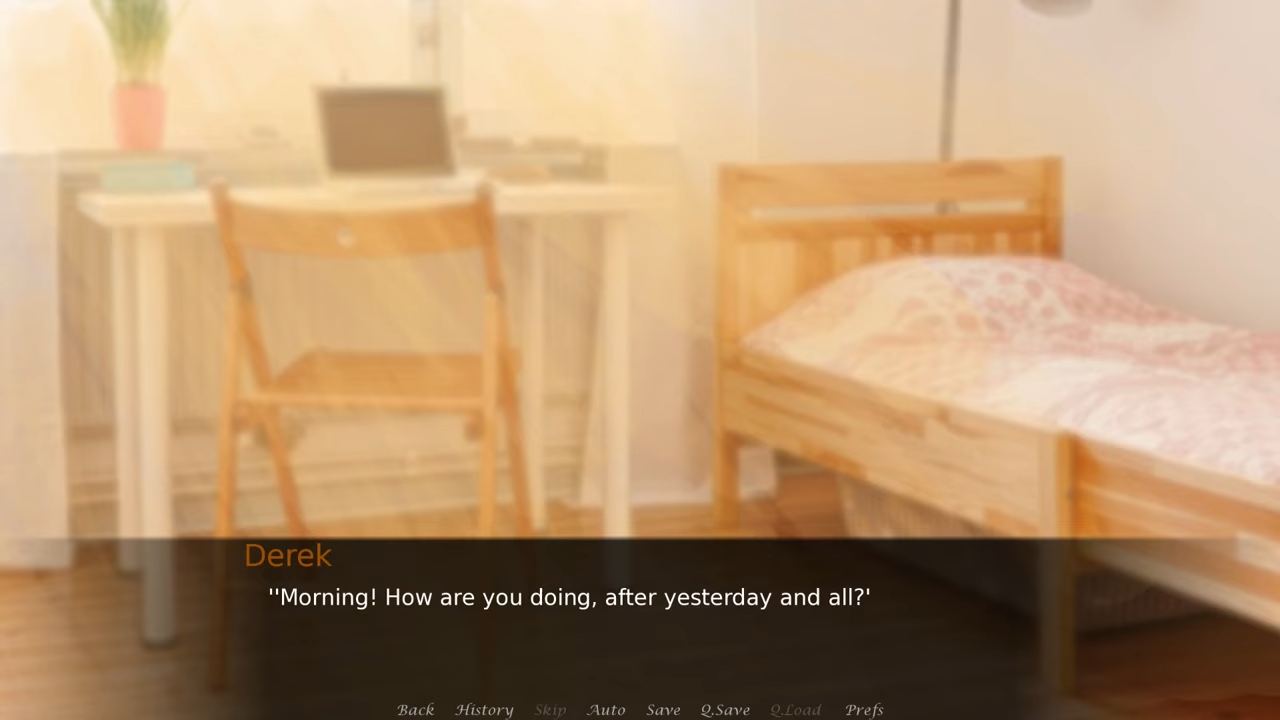 Derek
''Morning! How are you doing, after yesterday and all?'
Back History Skip Auto Save Q.Save Q.Load Prefs